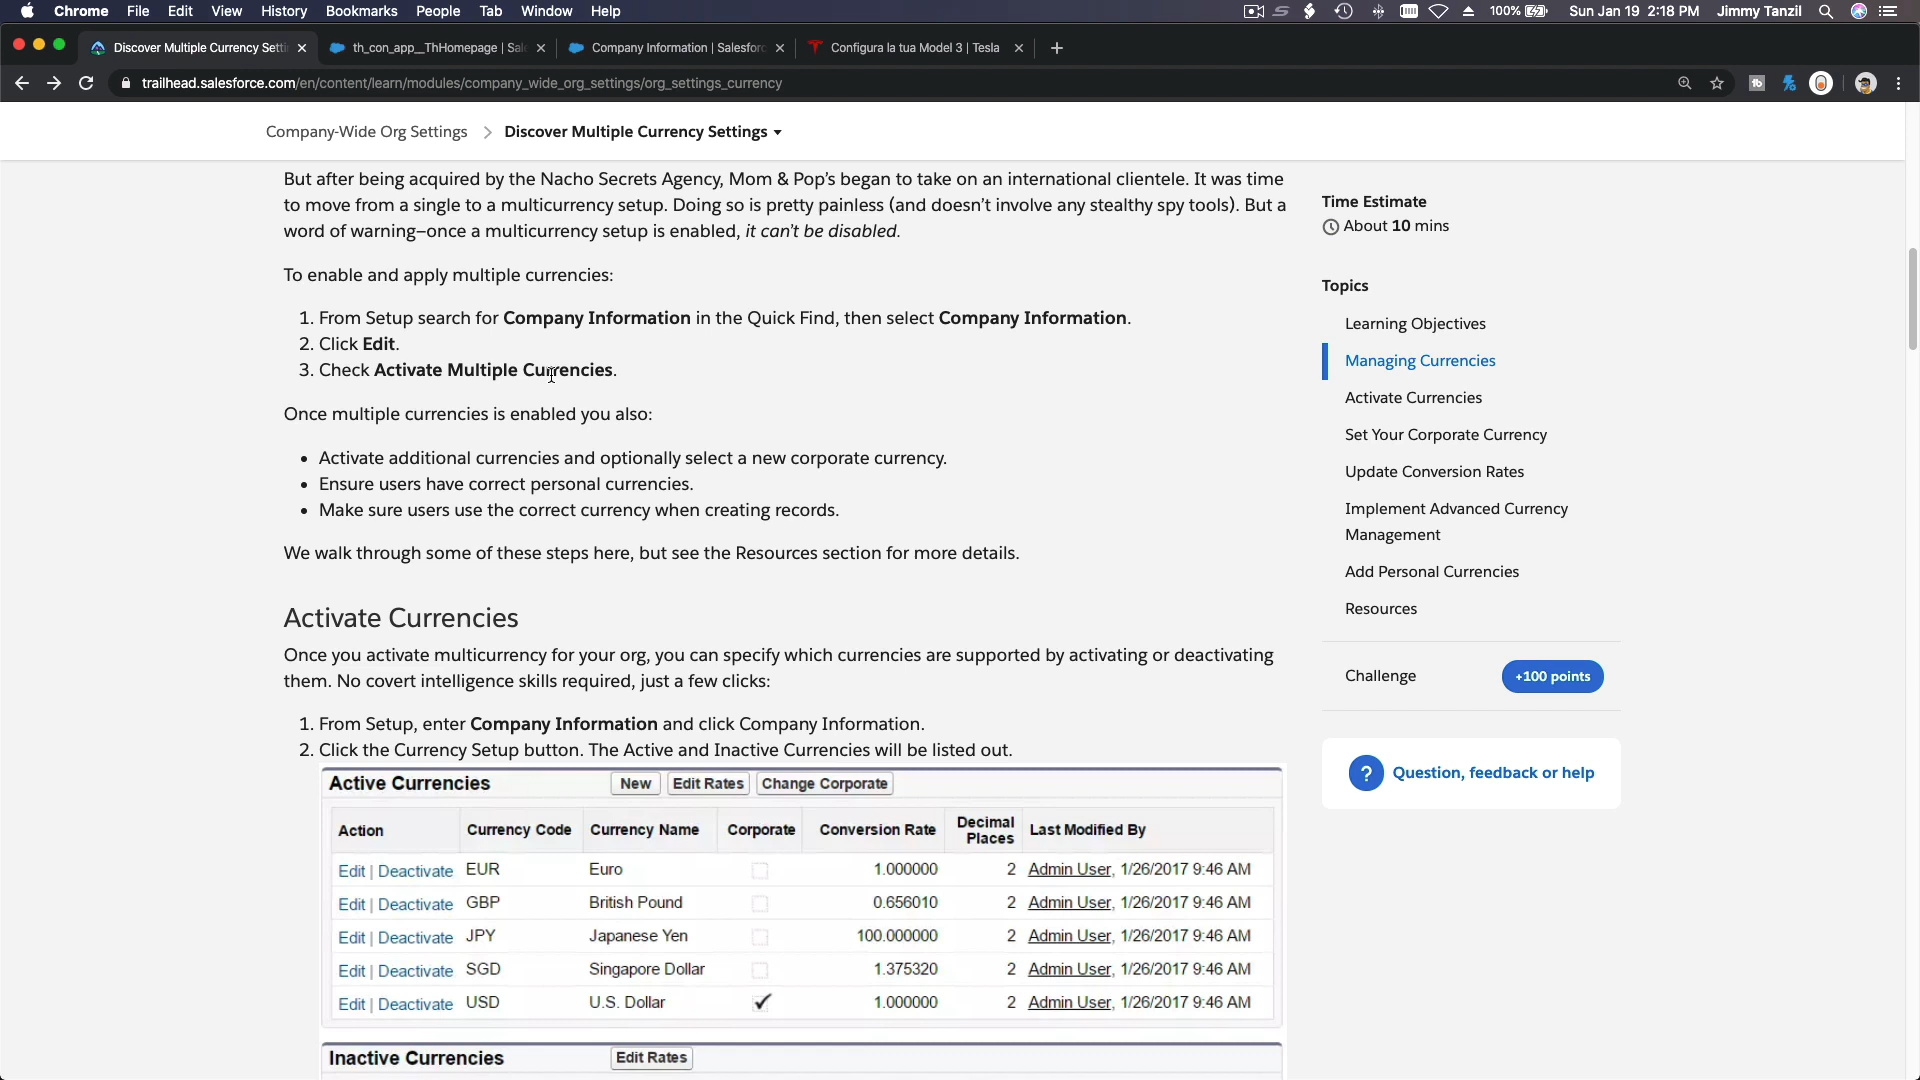 Chrome File Edit View History Bookmarks People Tab Window Help 100% Sun Jan 19 2:18 PM Jimmy Tanzil
Discover Multiple Currency Setti th_con_app__ThHomepage | Sal Company Information | Salesforc Configura la tua Model 3 | Tesla
trailhead.salesforce.com/en/content/learn/modules/company_wide_org_settings/org_settings_currency
Company-Wide Org Settings > Discover Multiple Currency Settings
But after being acquired by the Nacho Secrets Agency, Mom & Pop's began to take on an international clientele. It was time
to move from a single to a multicurrency setup. Doing so is pretty painless (and doesn't involve any stealthy spy tools). But a
word of warning—once a multicurrency setup is enabled, it can't be disabled.
To enable and apply multiple currencies:
1. From Setup search for Company Information in the Quick Find, then select Company Information.
2. Click Edit.
3. Check Activate Multiple Currencies.
Once multiple currencies is enabled you also:
• Activate additional currencies and optionally select a new corporate currency.
• Ensure users have correct personal currencies.
• Make sure users use the correct currency when creating records.
We walk through some of these steps here, but see the Resources section for more details.
Activate Currencies
Once you activate multicurrency for your org, you can specify which currencies are supported by activating or deactivating
them. No covert intelligence skills required, just a few clicks:
1. From Setup, enter Company Information and click Company Information.
2. Click the Currency Setup button. The Active and Inactive Currencies will be listed out.
Active Currencies New Edit Rates Change Corporate
Action Currency Code Currency Name Corporate Conversion Rate Decimal Places Last Modified By
Edit | Deactivate EUR Euro 1.000000 2 Admin User, 1/26/2017 9:46 AM
Edit | Deactivate GBP British Pound 0.656010 2 Admin User, 1/26/2017 9:46 AM
Edit | Deactivate JPY Japanese Yen 100.000000 2 Admin User, 1/26/2017 9:46 AM
Edit | Deactivate SGD Singapore Dollar 1.375320 2 Admin User, 1/26/2017 9:46 AM
Edit | Deactivate USD U.S. Dollar 1.000000 2 Admin User, 1/26/2017 9:46 AM
Inactive Currencies Edit Rates
Time Estimate
About 10 mins
Topics
Learning Objectives
Managing Currencies
Activate Currencies
Set Your Corporate Currency
Update Conversion Rates
Implement Advanced Currency
Management
Add Personal Currencies
Resources
Challenge +100 points
? Question, feedback or help